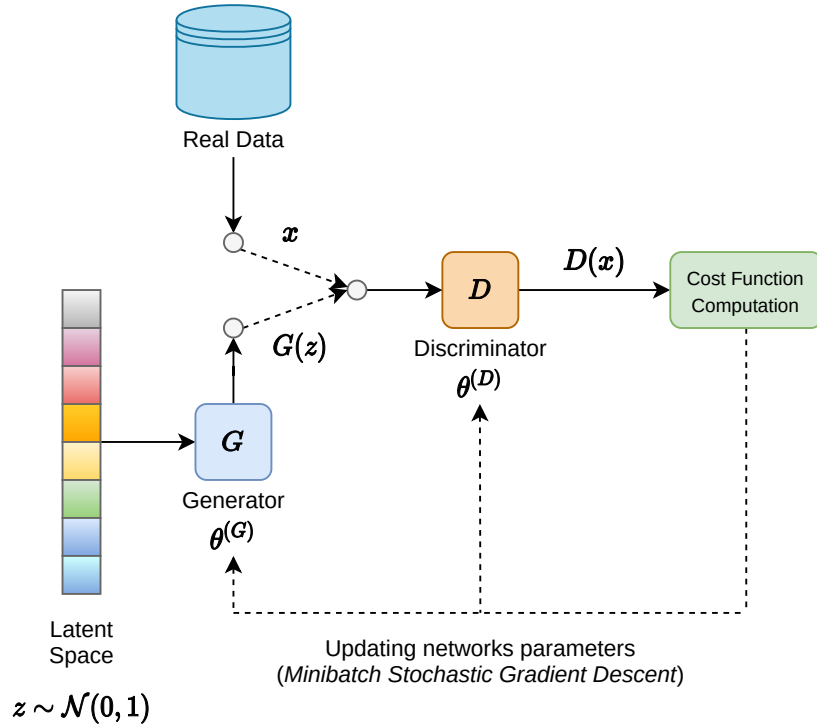 Real Data
x
D(x)
D
Cost Function
Computation
G(z)
Discriminator
θ^(D)
G
Generator
θ^(G)
Latent
Space
z ∼ 𝒩(0, 1)
Updating networks parameters
(Minibatch Stochastic Gradient Descent)